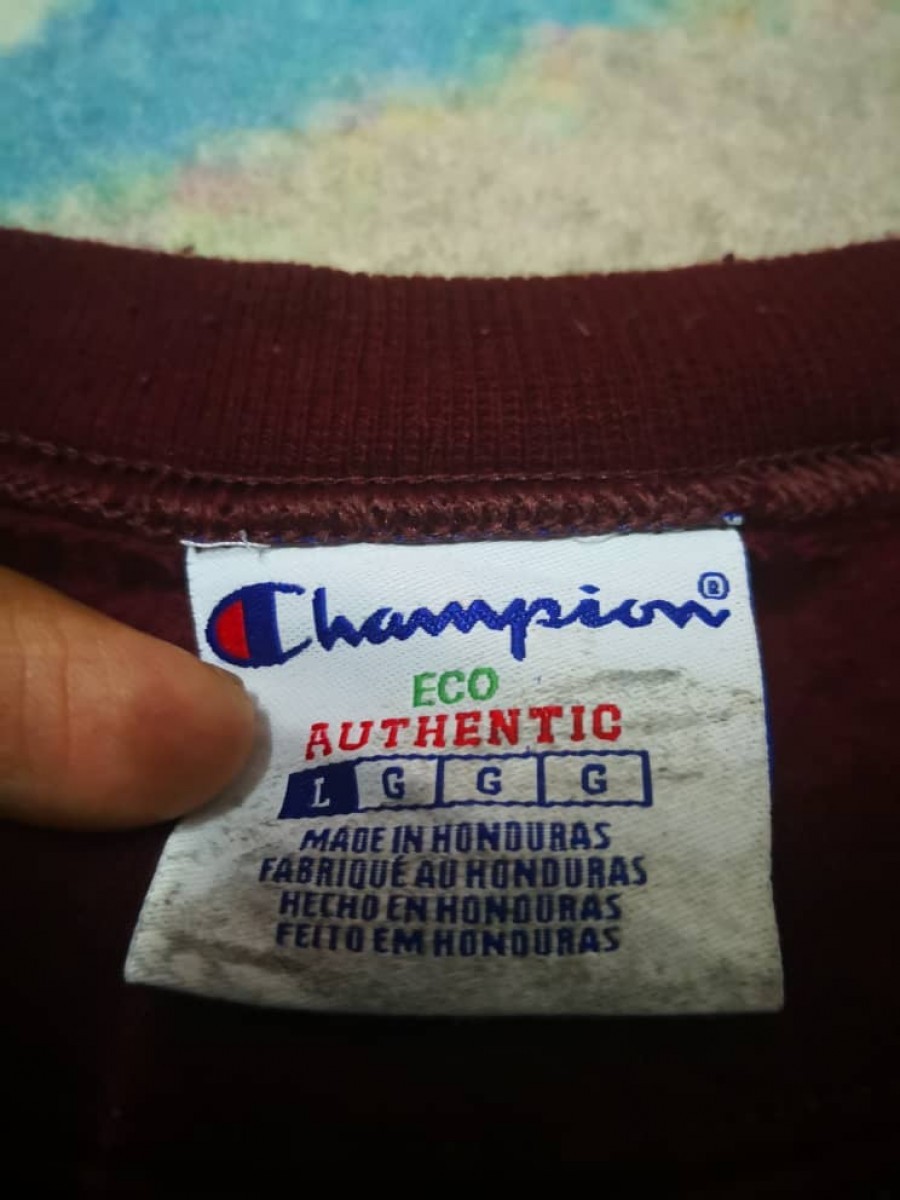 Champion®
ECO
AUTHENTIC
L G G G
MADE IN HONDURAS
FABRIQUÉ AU HONDURAS
HECHO EN HONDURAS
FEITO EM HONDURAS